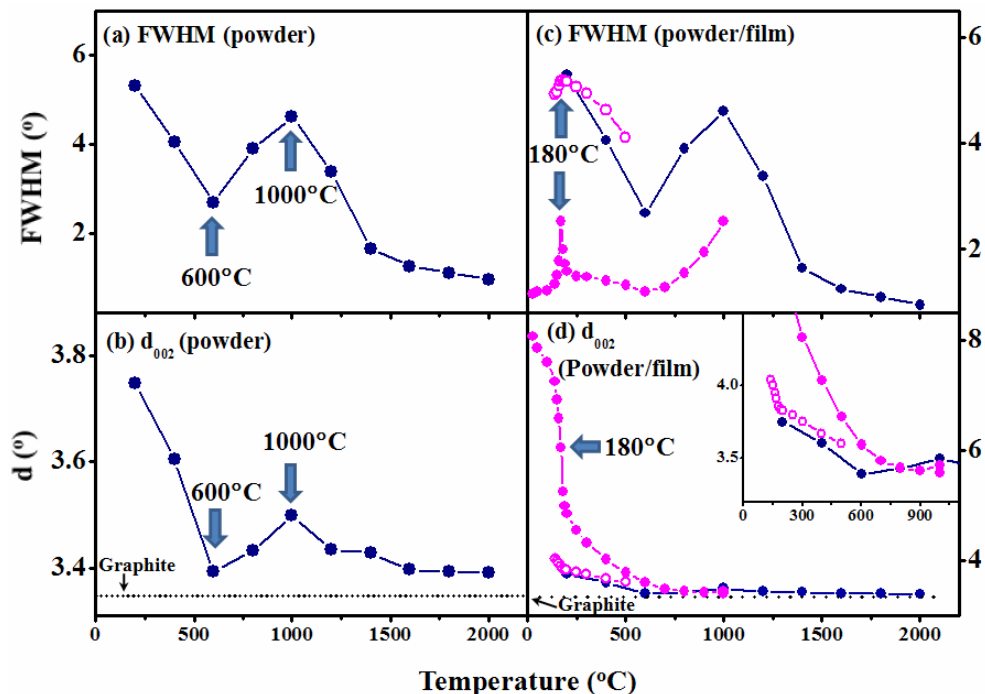 (a) FWHM (powder)
6
4
2
FWHM (º)
600°C
1000°C
(c) FWHM (powder/film)
6
4
2
180°C
(b) d002 (powder)
3.8
3.6
3.4
d (º)
600°C
1000°C
Graphite
0 500 1000 1500 2000
(d) d002
(Powder/film)
8
6
4
180°C
Graphite
4.0
3.5
0 300 600 900
0 500 1000 1500 2000
Temperature (ºC)